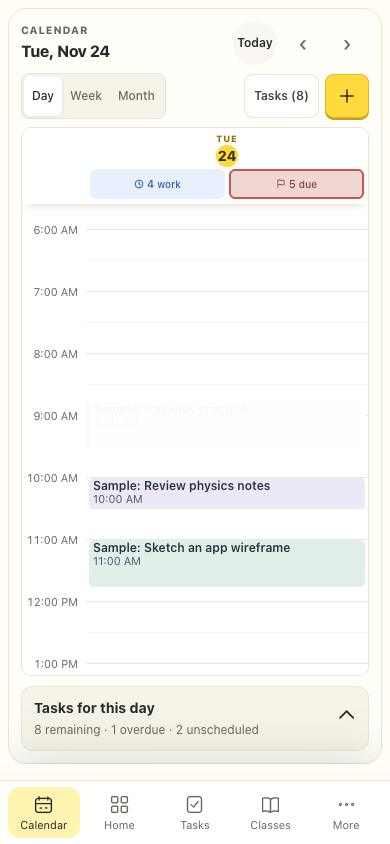 CALENDAR
Tue, Nov 24
Today
Day
Week
Month
Tasks (8)
TUE
24
4 work
5 due
6:00 AM
7:00 AM
8:00 AM
9:00 AM
Sample: Calculus practice
10:00 AM
Sample: Review physics notes
10:00 AM
11:00 AM
Sample: Sketch an app wireframe
11:00 AM
12:00 PM
1:00 PM
Tasks for this day
8 remaining · 1 overdue · 2 unscheduled
Calendar
Home
Tasks
Classes
More